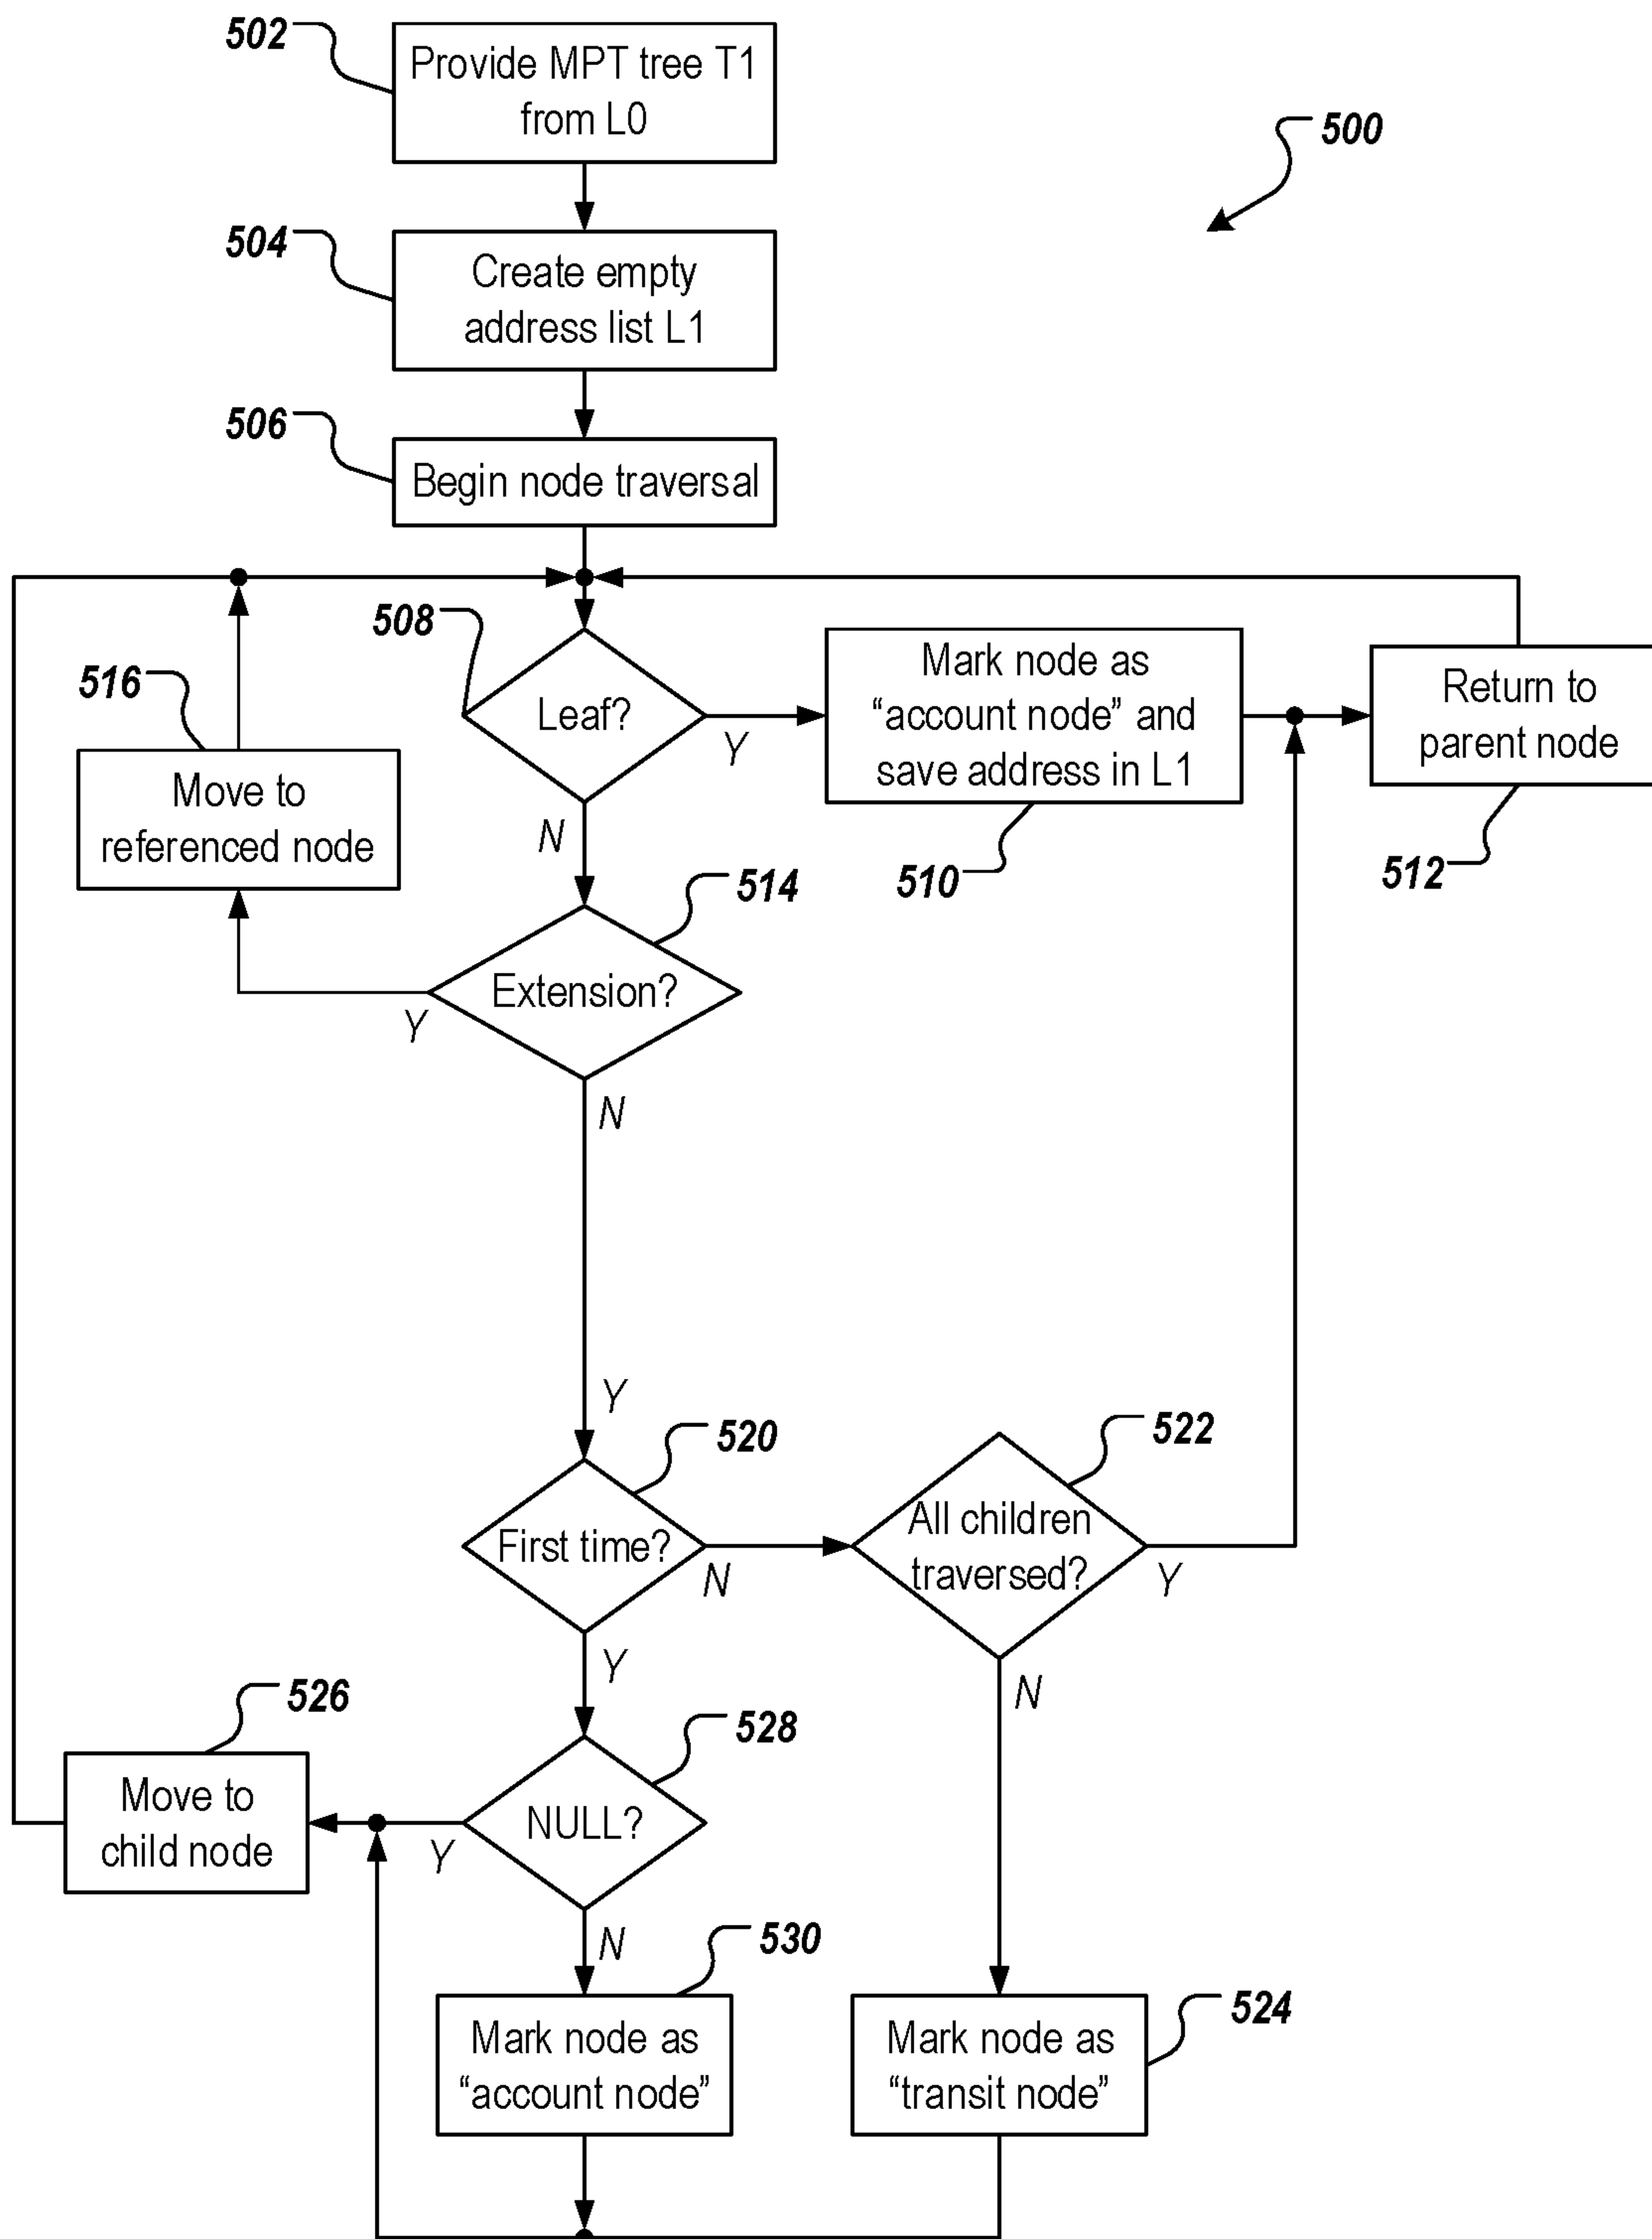 502
Provide MPT tree T1
from L0
500
504
Create empty
address list L1
506
Begin node traversal
508
Leaf?
Y
N
Mark node as
“account node” and
save address in L1
510
Return to
parent node
512
516
Move to
referenced node
514
Extension?
Y
N
Y
520
First time?
N
Y
522
All children
traversed?
Y
N
526
Move to
child node
528
NULL?
Y
N
530
Mark node as
“account node”
524
Mark node as
“transit node”